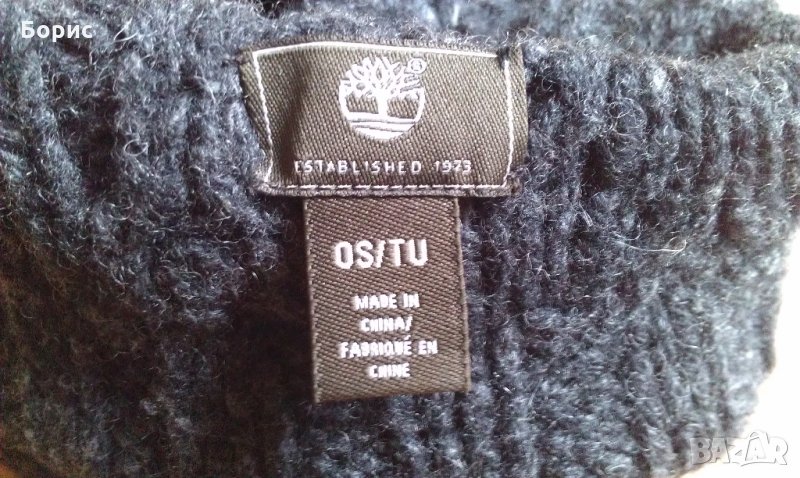 Борис
®
ESTABLISHED 1973
OS/TU
MADE IN
CHINA/
FABRIQUÉ EN
CHINE
BAZAR